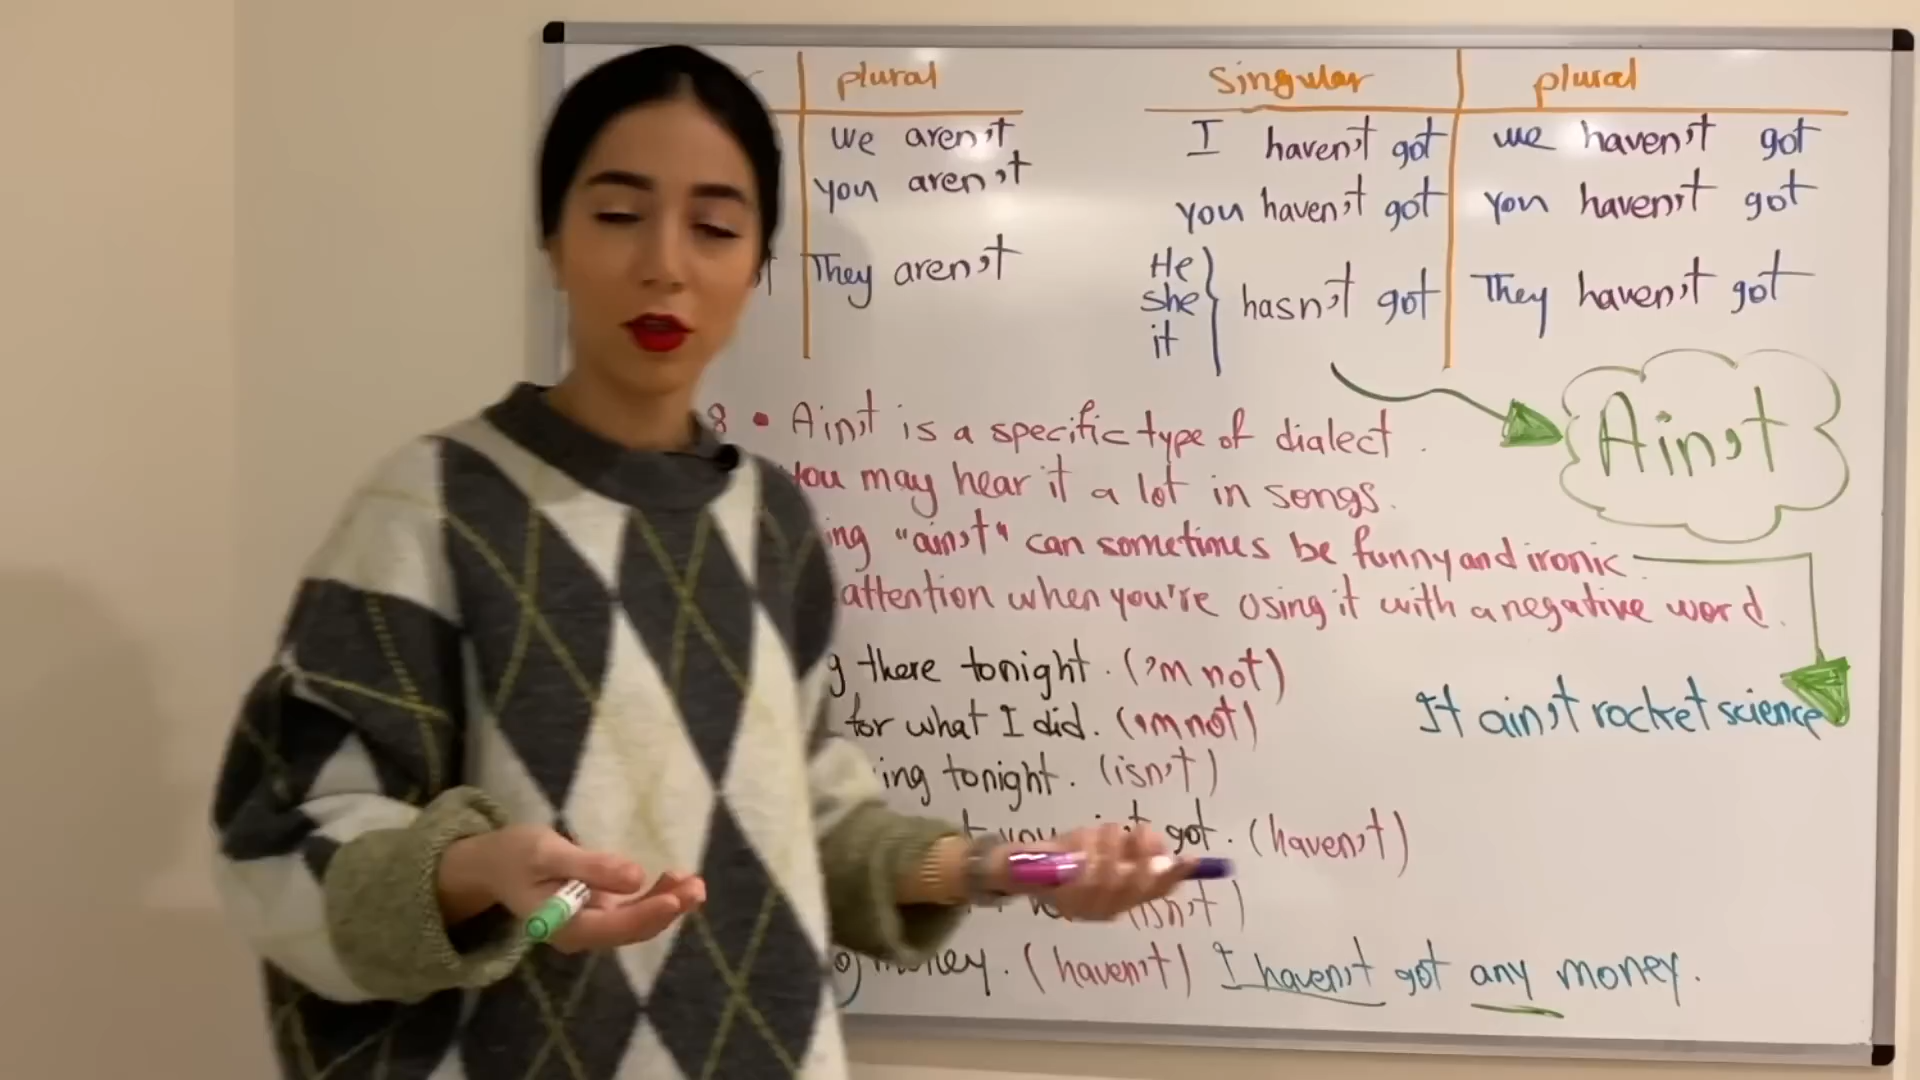 plural
we aren't
you aren't
They aren't
singular plural
I haven't got we haven't got
you haven't got you haven't got
He
she
it
hasn't got They haven't got
Ain't
8 • Ain't is a specific type of dialect.
You may hear it a lot in songs.
"ain't" can sometimes be funny and ironic.
attention when you're using it with a negative word.
there tonight. ('m not)
for what I did. ('m not)
tonight. (isn't)
It ain't rocket science
got. (haven't)
(isn't)
money. (haven't) I haven't got any money.